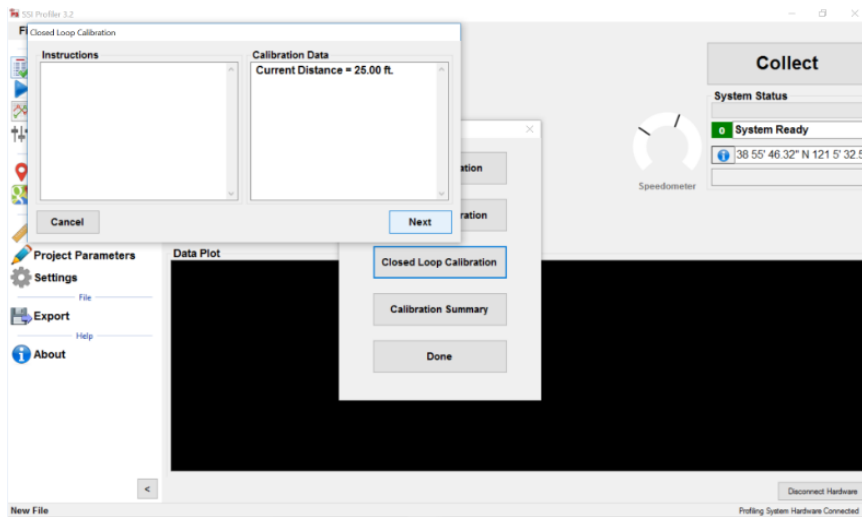 SSI Profiler 3.2
Closed Loop Calibration
Instructions
Calibration Data
Current Distance = 25.00 ft.
Cancel
Next
Collect
System Status
System Ready
38 55' 46.32" N 121 5' 32.5
Speedometer
Closed Loop Calibration
Calibration Summary
Done
Data Plot
Project Parameters
Settings
File
Export
Help
About
<
Disconnect Hardware
New File
Profiling System Hardware Connected